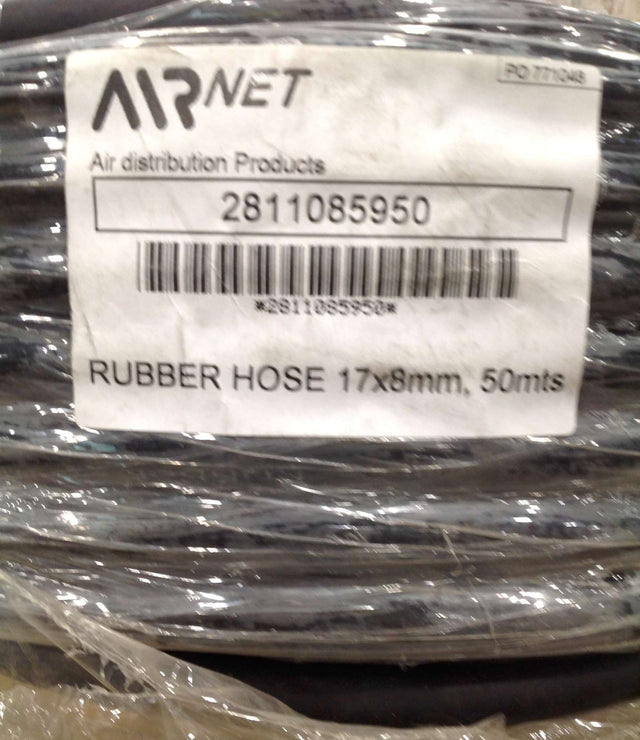 AIRNET
PO 771048
Air distribution Products
2811085950
*2811085950*
RUBBER HOSE 17x8mm, 50mts